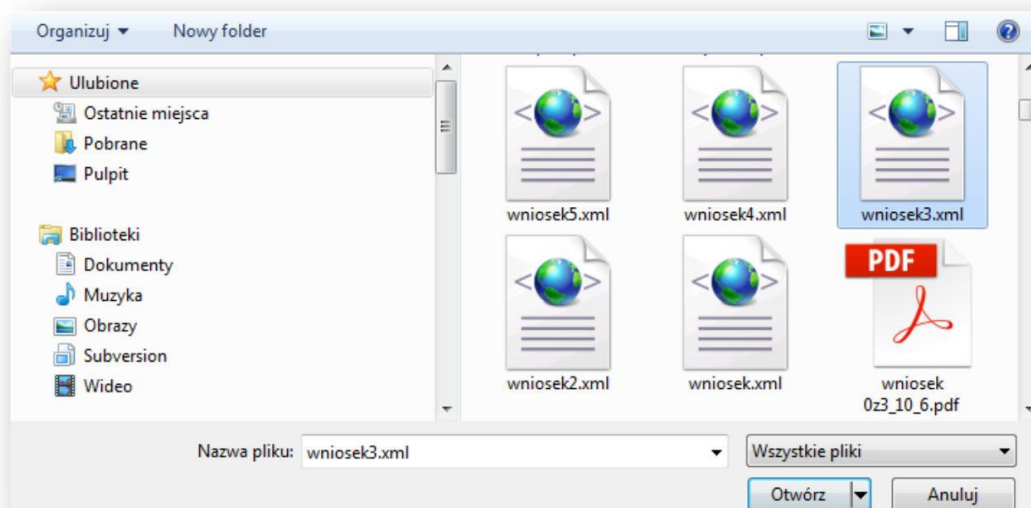 Organizuj Nowy folder
Ulubione
Ostatnie miejsca
Pobrane
Pulpit
Biblioteki
Dokumenty
Muzyka
Obrazy
Subversion
Wideo
wniosek5.xml wniosek4.xml wniosek3.xml
PDF
wniosek2.xml wniosek.xml wniosek
0z3_10_6.pdf
Nazwa pliku: wniosek3.xml Wszystkie pliki
Otwórz Anuluj